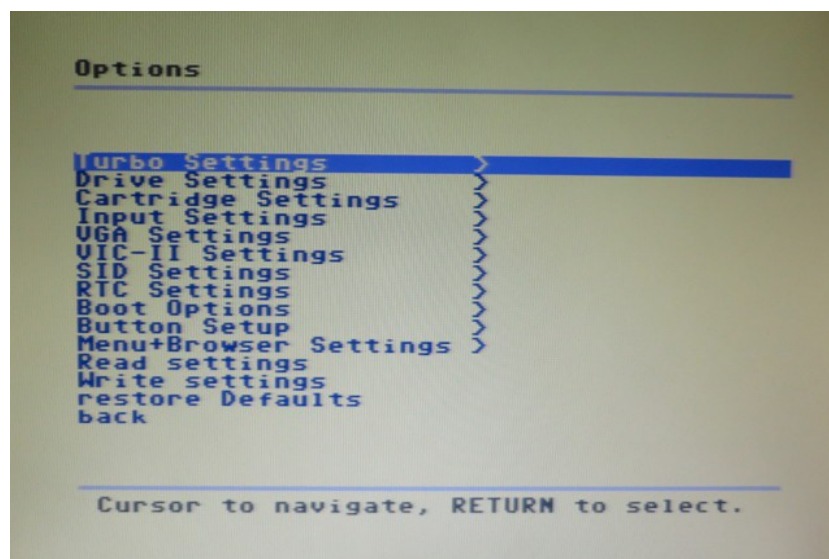 Options
Turbo Settings >
Drive Settings >
Cartridge Settings >
Input Settings >
VGA Settings >
VIC-II Settings >
SID Settings >
RTC Settings >
Boot Options >
Button Setup >
Menu+Browser Settings >
Read settings
Write settings
restore Defaults
back
Cursor to navigate, RETURN to select.